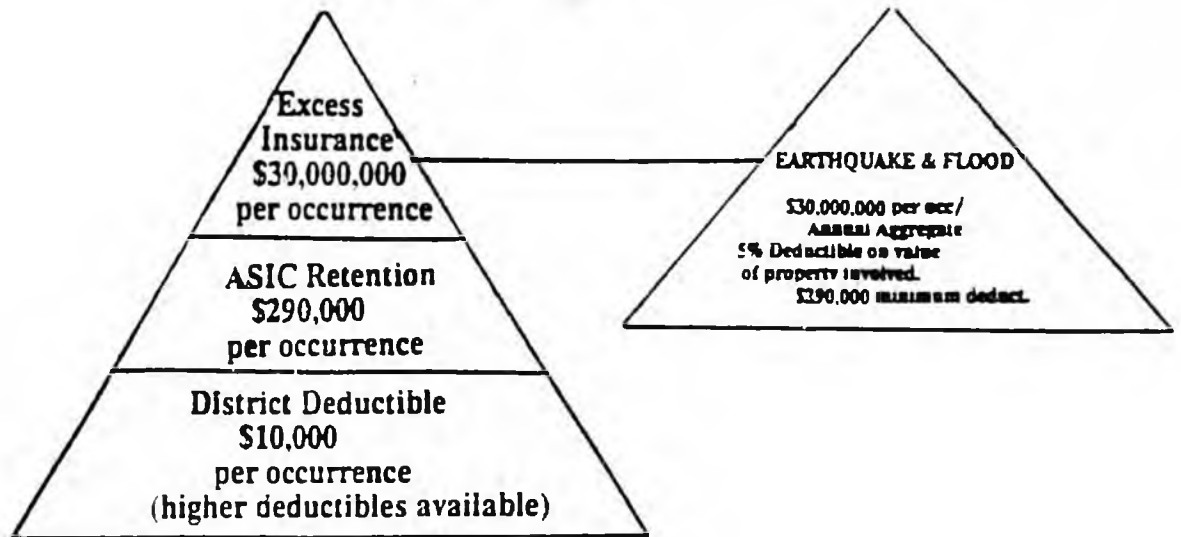 Excess
Insurance
$30,000,000
per occurrence
ASIC Retention
$290,000
per occurrence
District Deductible
$10,000
per occurrence
(higher deductibles available)
EARTHQUAKE & FLOOD
$30,000,000 per occ/
Annual Aggregate
5% Deductible on value
of property involved.
$290,000 minimum deduct.